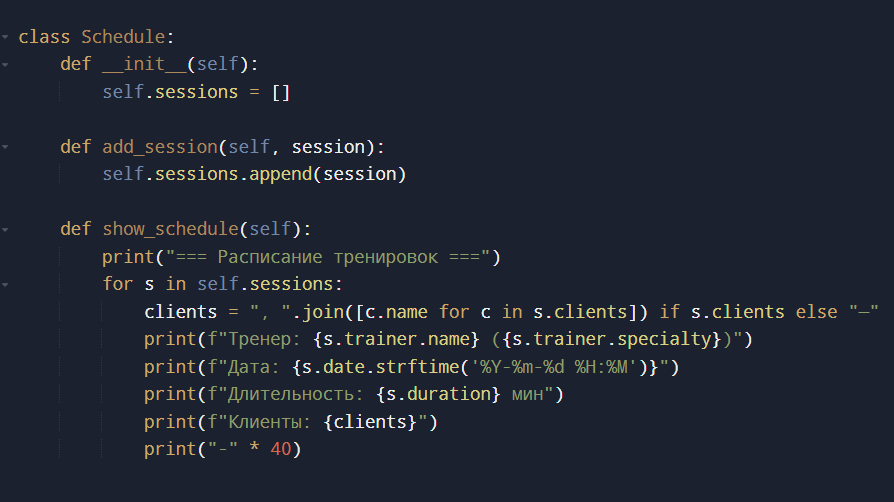 class Schedule:
    def __init__(self):
        self.sessions = []

    def add_session(self, session):
        self.sessions.append(session)

    def show_schedule(self):
        print("=== Расписание тренировок ===")
        for s in self.sessions:
            clients = ", ".join([c.name for c in s.clients]) if s.clients else "—"
            print(f"Тренер: {s.trainer.name} ({s.trainer.specialty})")
            print(f"Дата: {s.date.strftime('%Y-%m-%d %H:%M')}")
            print(f"Длительность: {s.duration} мин")
            print(f"Клиенты: {clients}")
            print("-" * 40)